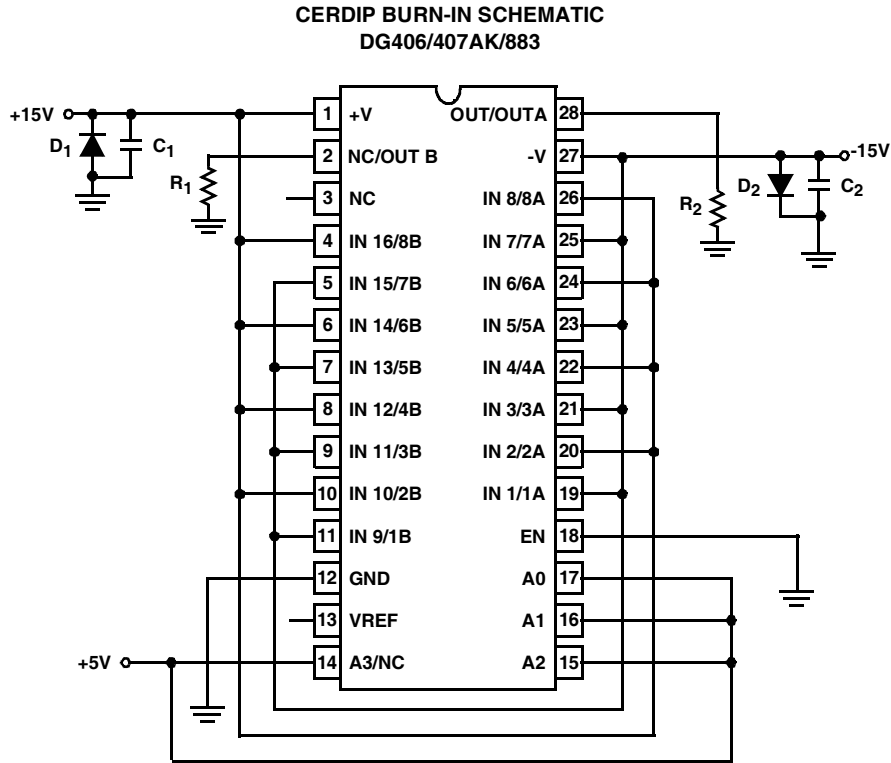 CERDIP BURN-IN SCHEMATIC
DG406/407AK/883
+15V
D1
C1
R1
1 +V
2 NC/OUT B
3 NC
4 IN 16/8B
5 IN 15/7B
6 IN 14/6B
7 IN 13/5B
8 IN 12/4B
9 IN 11/3B
10 IN 10/2B
11 IN 9/1B
12 GND
13 VREF
14 A3/NC
+5V
OUT/OUTA 28
-V 27
IN 8/8A 26
IN 7/7A 25
IN 6/6A 24
IN 5/5A 23
IN 4/4A 22
IN 3/3A 21
IN 2/2A 20
IN 1/1A 19
EN 18
A0 17
A1 16
A2 15
R2
-15V
D2
C2